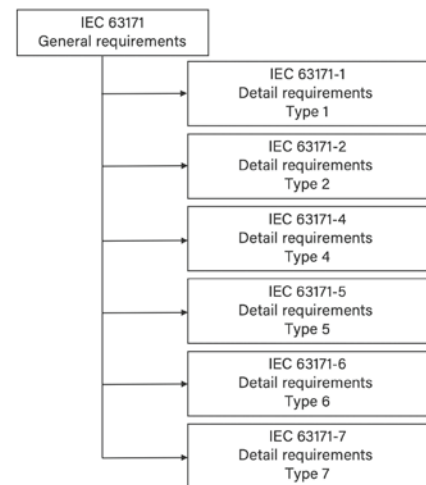 IEC 63171
General requirements
IEC 63171-1
Detail requirements
Type 1
IEC 63171-2
Detail requirements
Type 2
IEC 63171-4
Detail requirements
Type 4
IEC 63171-5
Detail requirements
Type 5
IEC 63171-6
Detail requirements
Type 6
IEC 63171-7
Detail requirements
Type 7